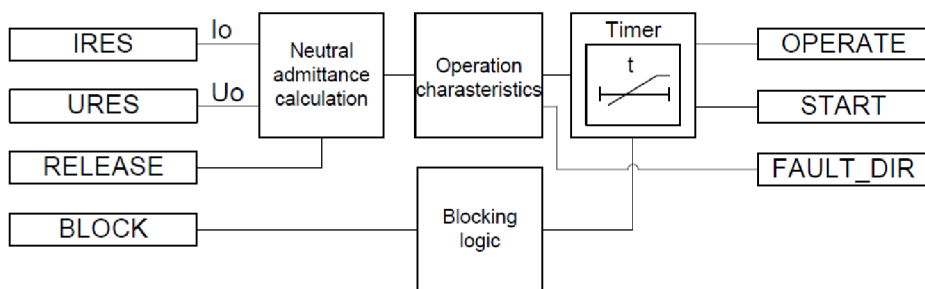 IRES
Io
URES
Uo
RELEASE
BLOCK
Neutral
admittance
calculation
Operation
charasteristics
Blocking
logic
Timer
t
OPERATE
START
FAULT_DIR